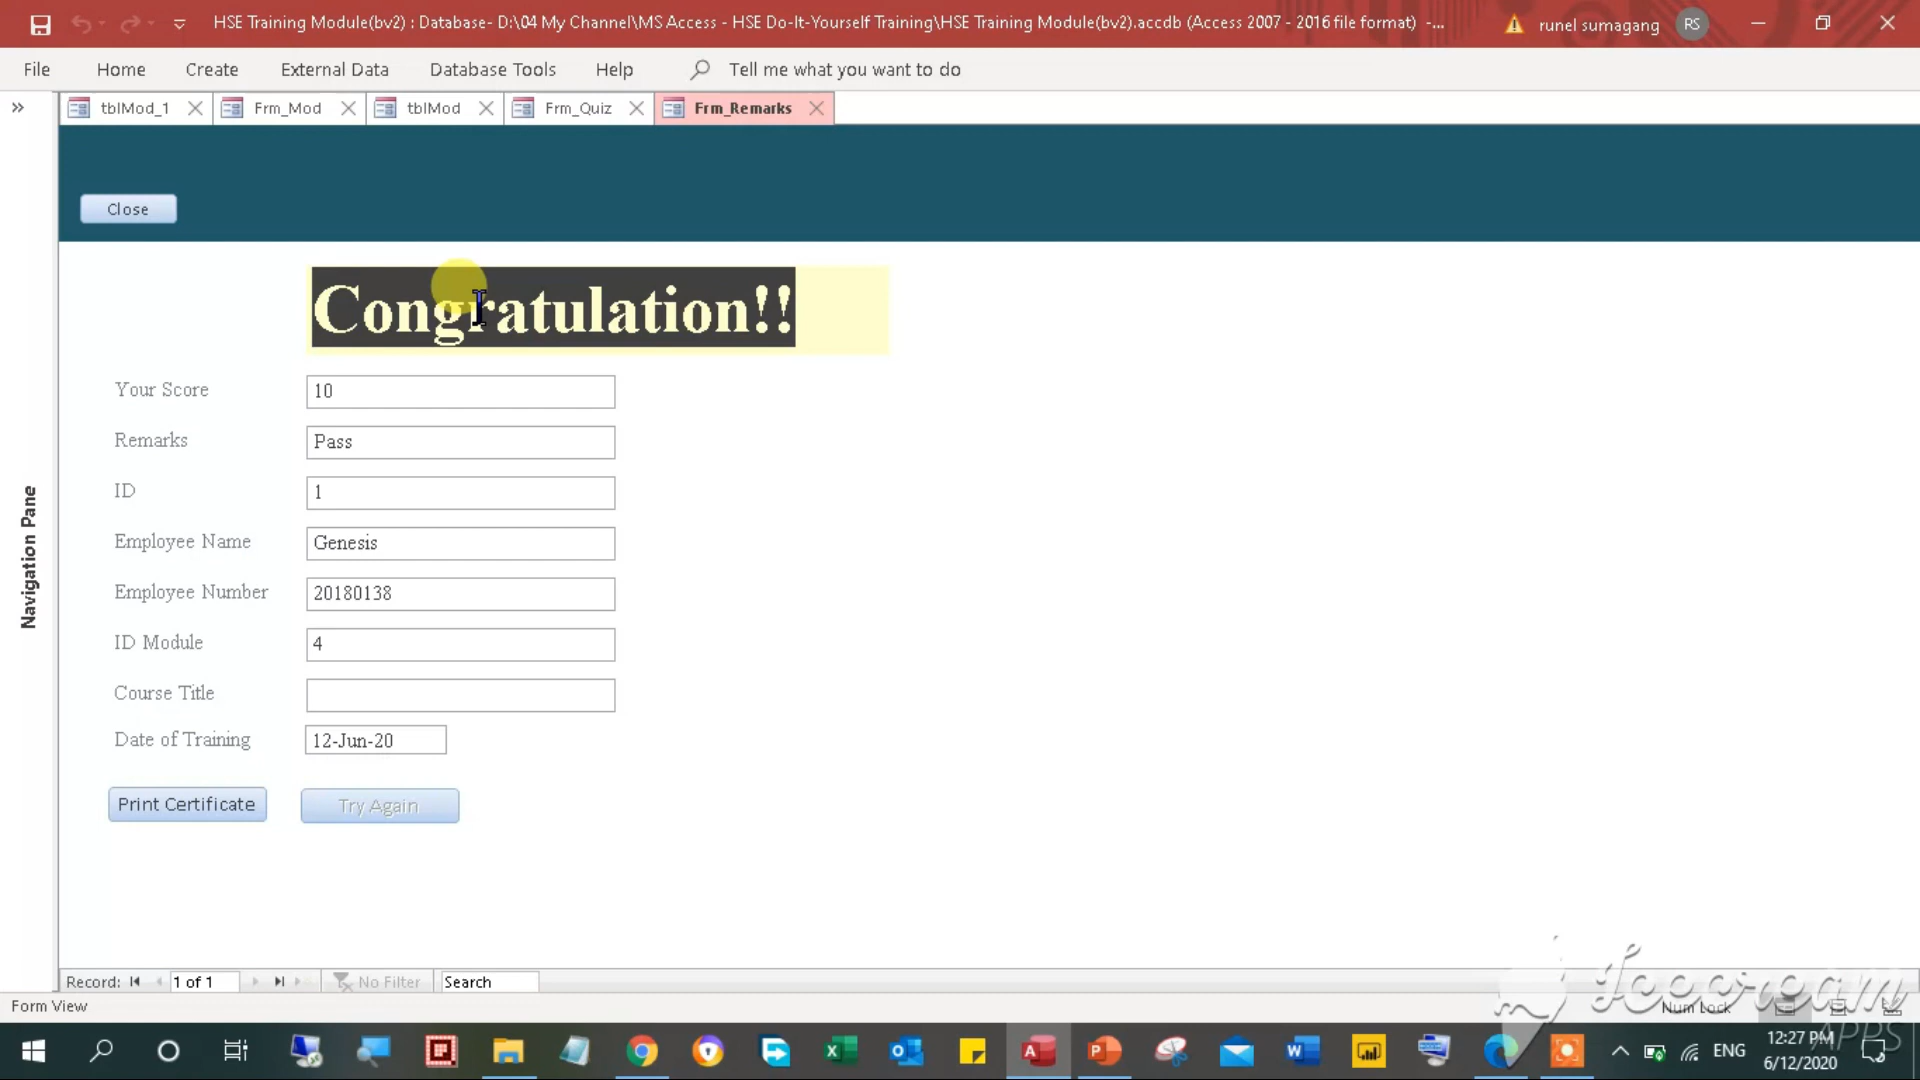 HSE Training Module(bv2) : Database- D:\04 My Channel\MS Access - HSE Do-It-Yourself Training\HSE Training Module(bv2).accdb (Access 2007 - 2016 file format) -...
runel sumagang
RS
File
Home
Create
External Data
Database Tools
Help
Tell me what you want to do
tblMod_1
Frm_Mod
tblMod
Frm_Quiz
Frm_Remarks
Close
Navigation Pane
Congratulation!!
Your Score
10
Remarks
Pass
ID
1
Employee Name
Genesis
Employee Number
20180138
ID Module
4
Course Title
Date of Training
12-Jun-20
Print Certificate
Try Again
Record:
1 of 1
No Filter
Search
Form View
Num Lock
Icecream
APPS
ENG
12:27 PM
6/12/2020